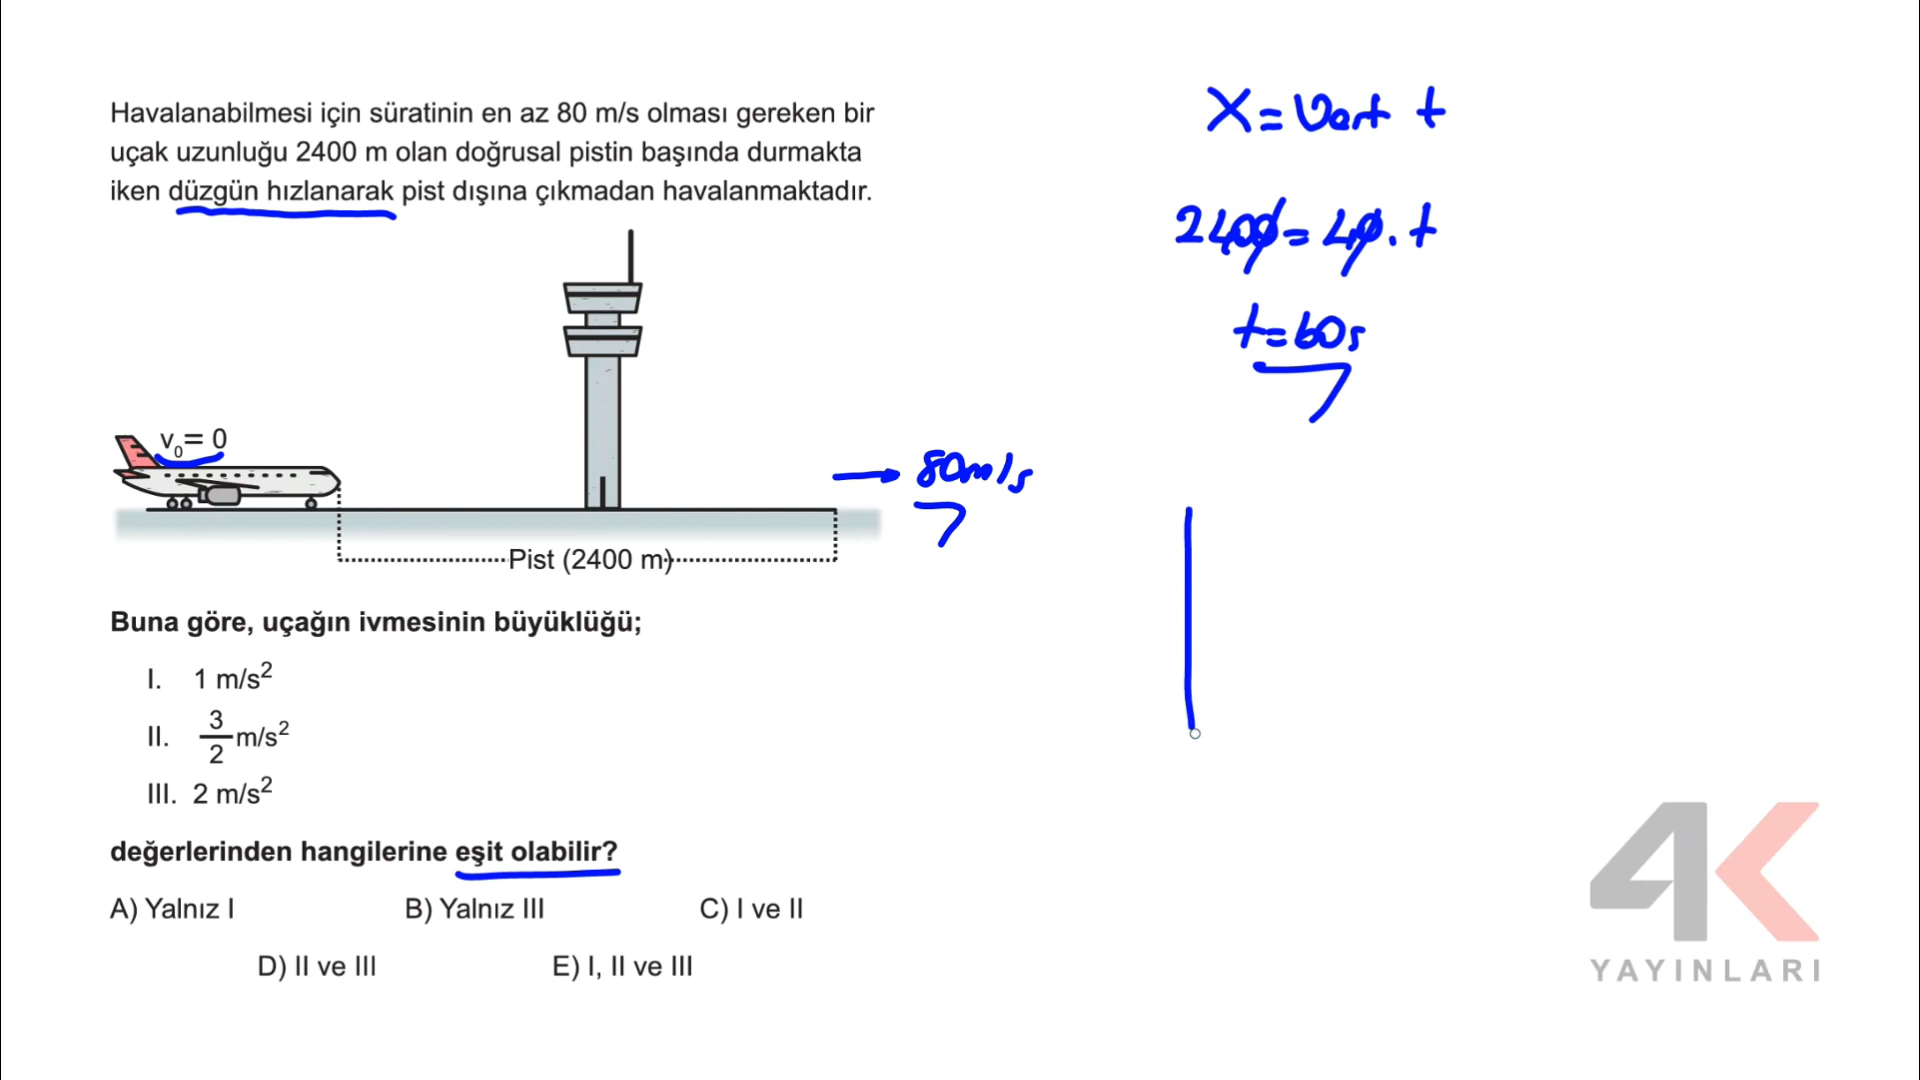 Havalanabilmesi için süratinin en az 80 m/s olması gereken bir
uçak uzunluğu 2400 m olan doğrusal pistin başında durmakta
iken düzgün hızlanarak pist dışına çıkmadan havalanmaktadır.
v₀= 0
80m/s
Pist (2400 m)
Buna göre, uçağın ivmesinin büyüklüğü;
I. 1 m/s²
II. 3/2 m/s²
III. 2 m/s²
değerlerinden hangilerine eşit olabilir?
A) Yalnız I B) Yalnız III C) I ve II
D) II ve III E) I, II ve III
X = Vort t
2400 = 40. t
t = 60s
4K
YAYINLARI